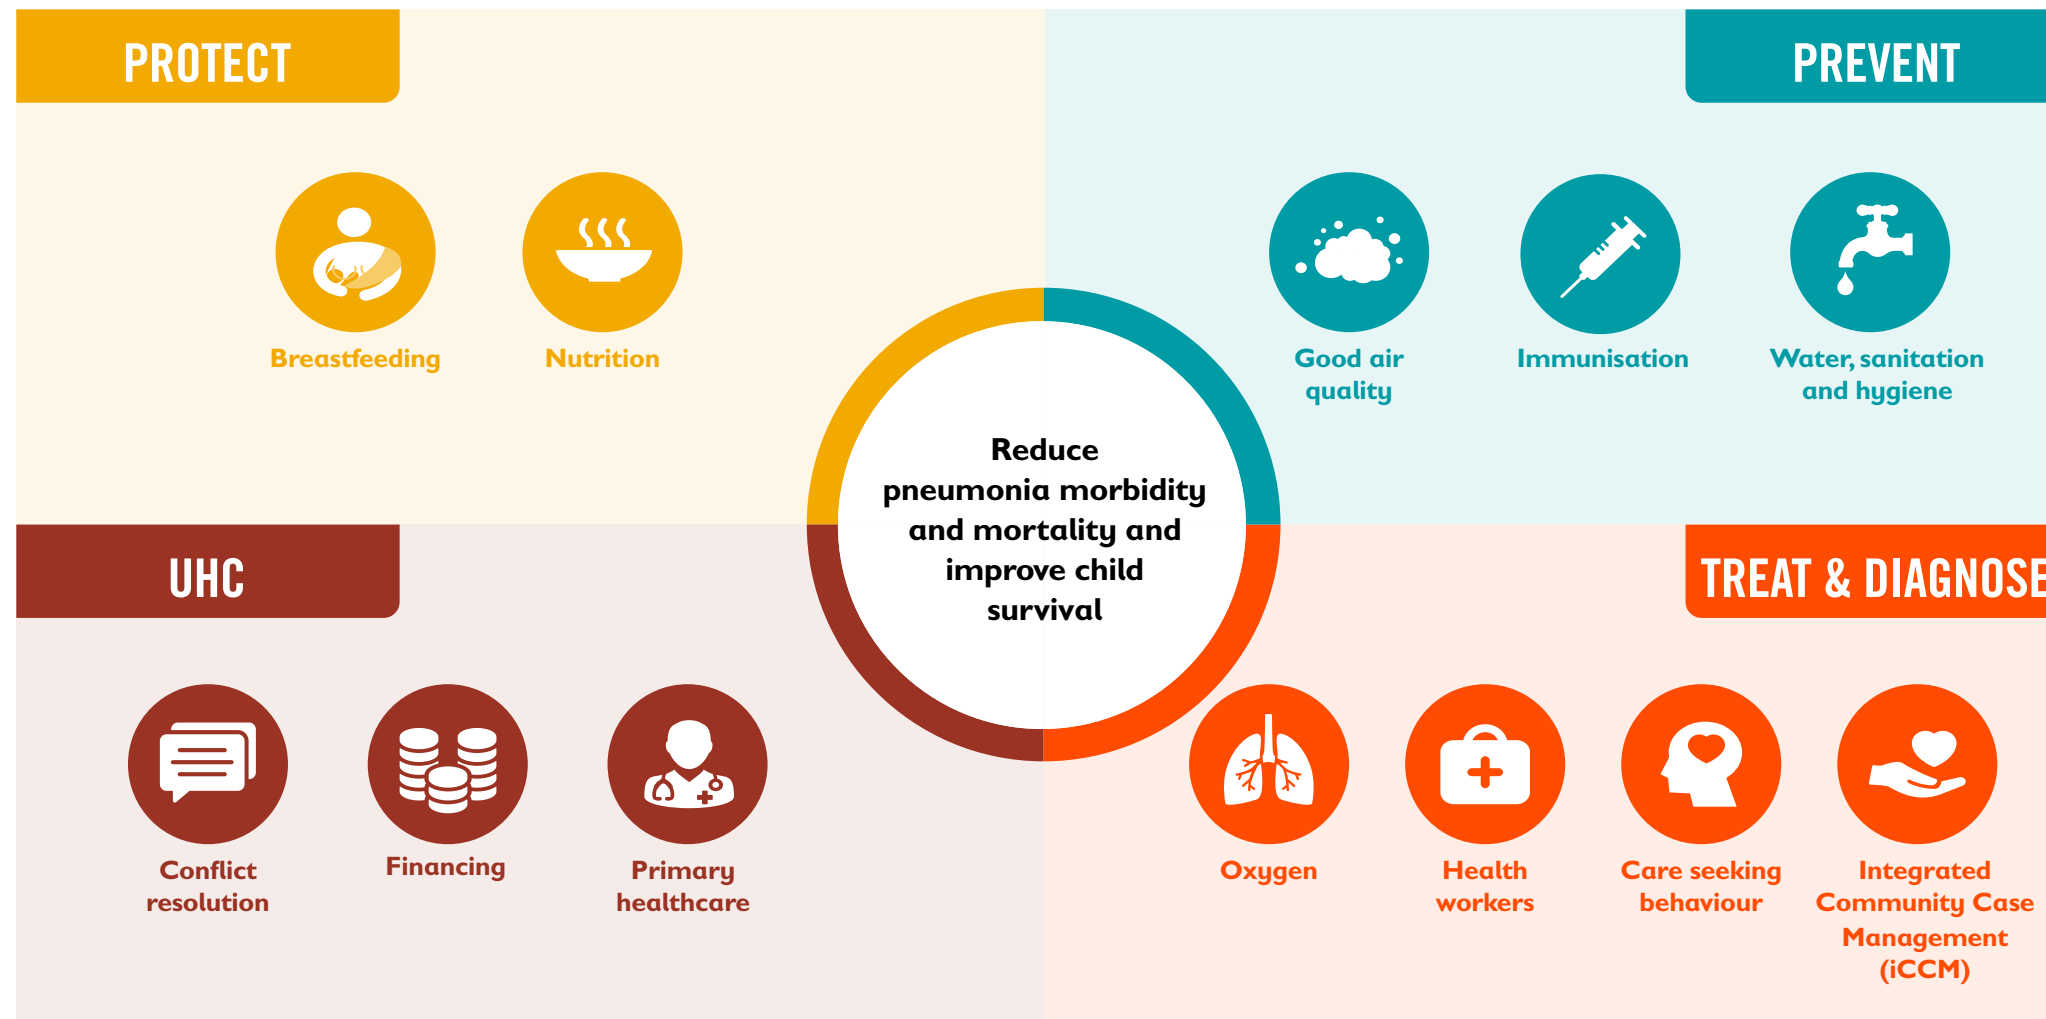 PROTECT
Breastfeeding
Nutrition
PREVENT
Good air
quality
Immunisation
Water, sanitation
and hygiene
Reduce
pneumonia morbidity
and mortality and
improve child
survival
UHC
Conflict
resolution
Financing
Primary
healthcare
TREAT & DIAGNOSE
Oxygen
Health
workers
Care seeking
behaviour
Integrated
Community Case
Management
(iCCM)